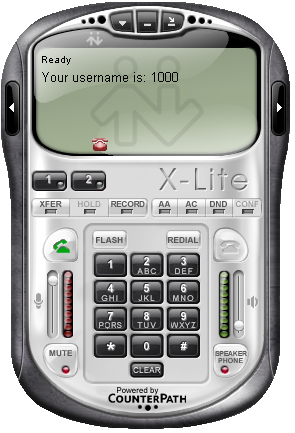 Ready
Your username is: 1000
1 2
X-Lite
XFER HOLD RECORD AA AC DND CONF
FLASH REDIAL
1 2 ABC 3 DEF
4 GHI 5 JKL 6 MNO
7 PQRS 8 TUV 9 WXYZ
* 0 #
MUTE
SPEAKER
PHONE
CLEAR
Powered by
COUNTERPATH